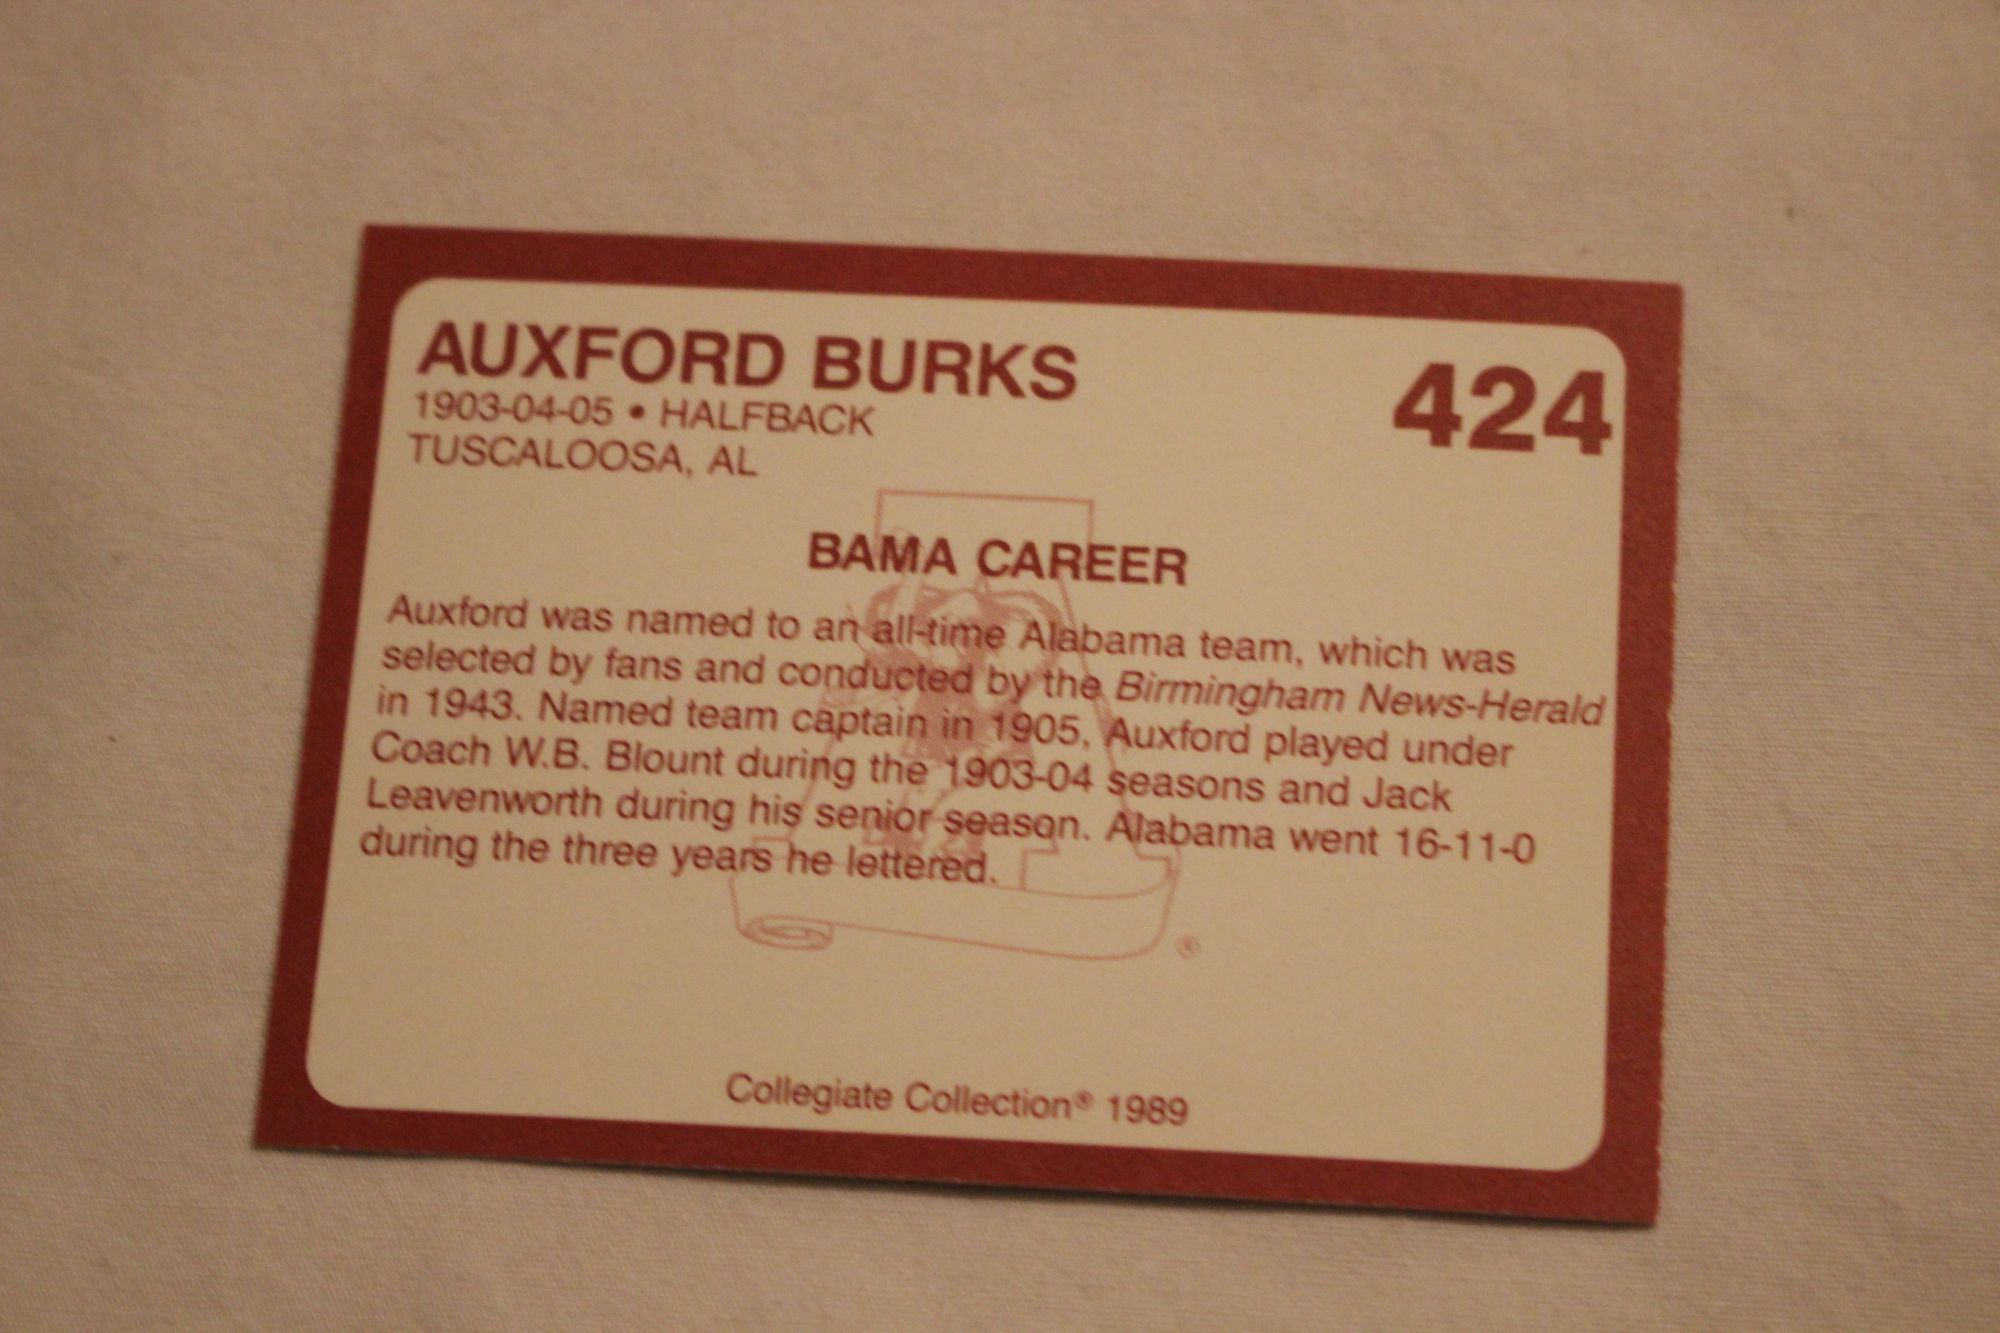 AUXFORD BURKS
424
1903-04-05 • HALFBACK
TUSCALOOSA, AL
BAMA CAREER
Auxford was named to an all-time Alabama team, which was
selected by fans and conducted by the Birmingham News-Herald
in 1943. Named team captain in 1905, Auxford played under
Coach W.B. Blount during the 1903-04 seasons and Jack
Leavenworth during his senior season. Alabama went 16-11-0
during the three years he lettered.
®
Collegiate Collection® 1989